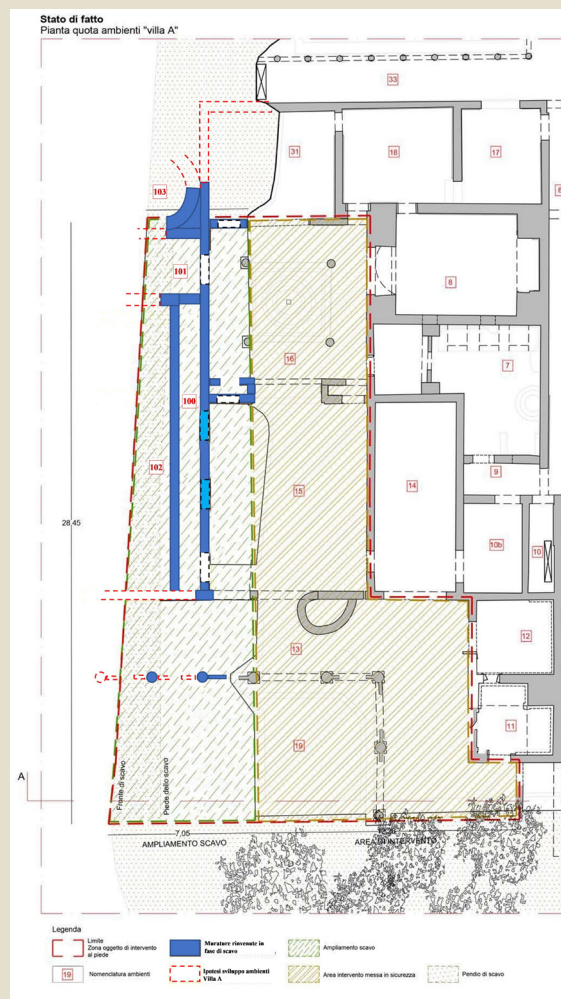 Stato di fatto
Pianta quota ambienti "villa A"
33
31
18
17
103
101
8
16
7
100
102
9
14
15
10b
10
28.45
12
13
11
19
A
Fronte di scavo
Piede dello scavo
7,05
AMPLIAMENTO SCAVO
AREA DI INTERVENTO
Legenda
Limite
Zona oggetto di intervento
al piede
Murature rinvenute in
fase di scavo
Ampliamento scavo
19
Nomenclatura ambienti
Ipotesi sviluppo ambienti
Villa A
Area intervento messa in sicurezza
Pendio di scavo